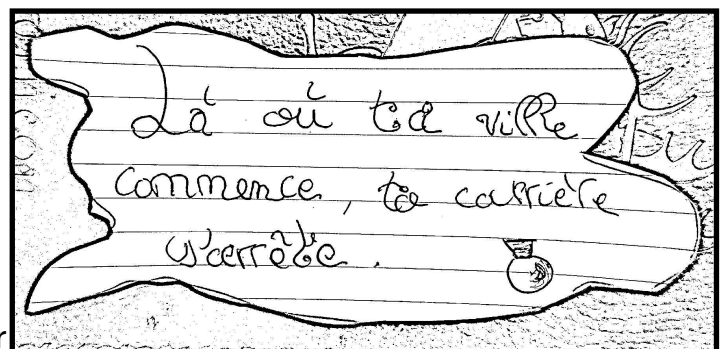 Là où ta ville
commence, ta carrière
s'arrête.